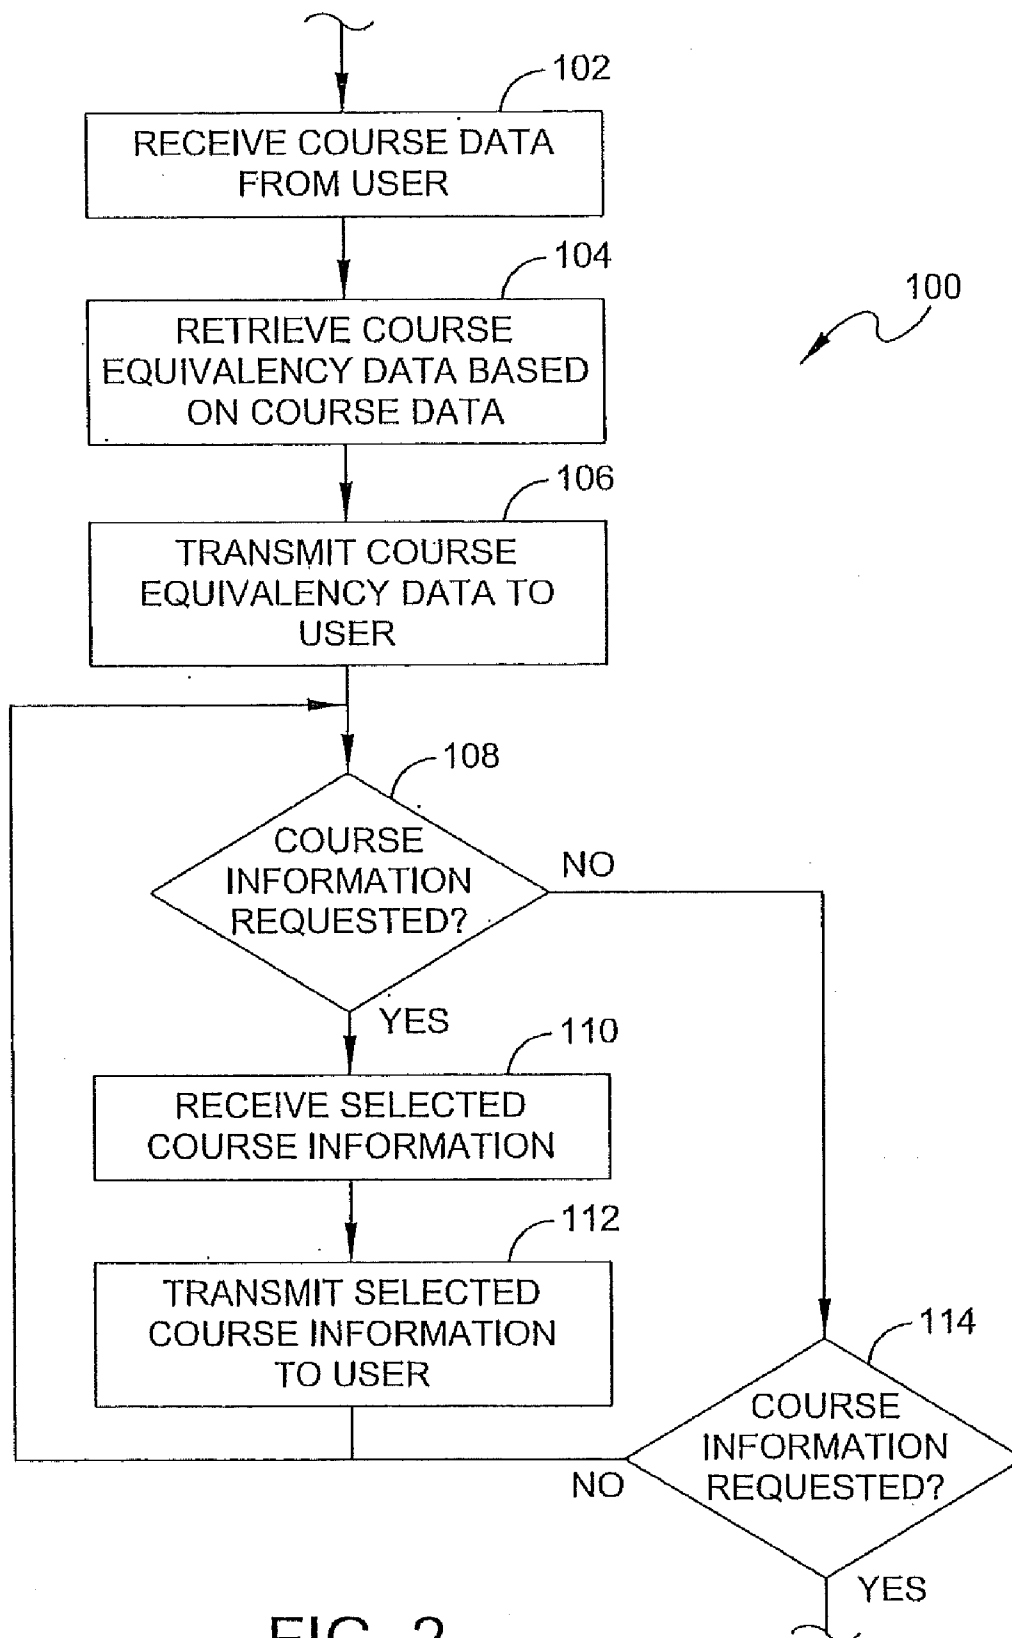 102
RECEIVE COURSE DATA
FROM USER
104
RETRIEVE COURSE
EQUIVALENCY DATA BASED
ON COURSE DATA
100
106
TRANSMIT COURSE
EQUIVALENCY DATA TO
USER
108
COURSE
INFORMATION
REQUESTED?
NO
YES
110
RECEIVE SELECTED
COURSE INFORMATION
112
TRANSMIT SELECTED
COURSE INFORMATION
TO USER
114
COURSE
INFORMATION
REQUESTED?
NO
YES
FIG. 2